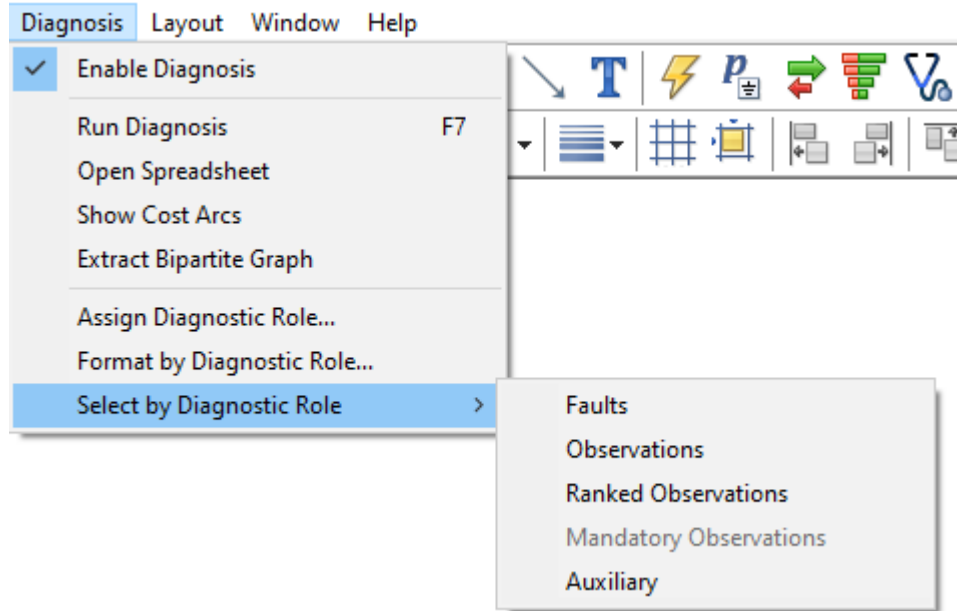 Diagnosis Layout Window Help
Enable Diagnosis
Run Diagnosis F7
Open Spreadsheet
Show Cost Arcs
Extract Bipartite Graph
Assign Diagnostic Role...
Format by Diagnostic Role...
Select by Diagnostic Role >
Faults
Observations
Ranked Observations
Mandatory Observations
Auxiliary
T
P